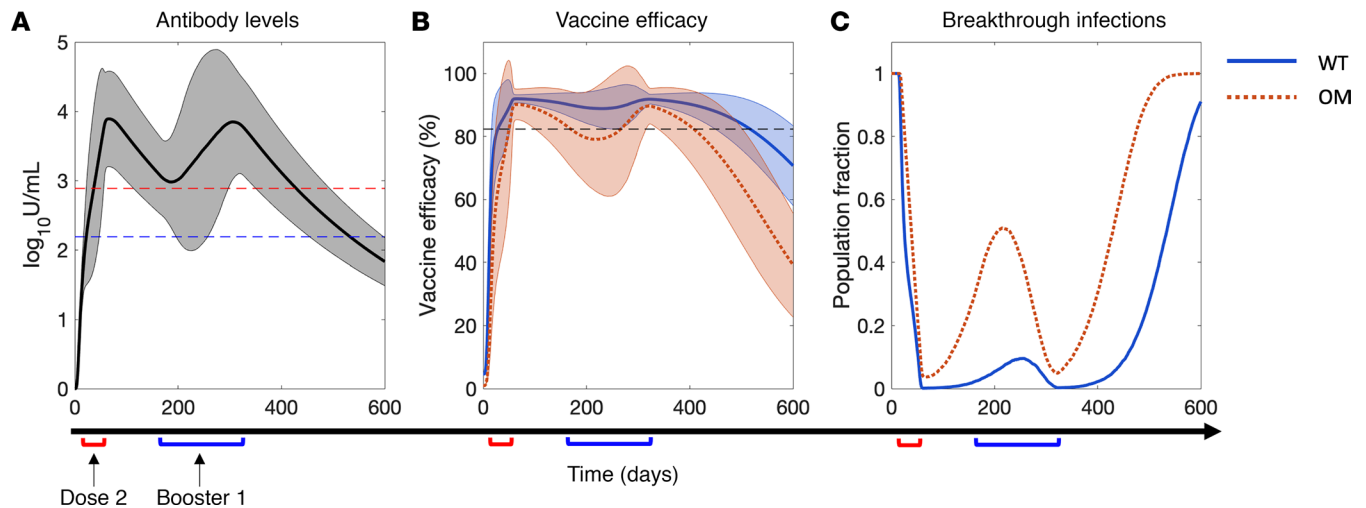 A
Antibody levels
B
Vaccine efficacy
C
Breakthrough infections
log10U/mL
5
4
3
2
1
0
0
200
400
600
Vaccine efficacy (%)
100
80
60
40
20
0
0
200
400
600
Population fraction
1
0.8
0.6
0.4
0.2
0
0
200
400
600
WT
OM
Dose 2
Booster 1
Time (days)